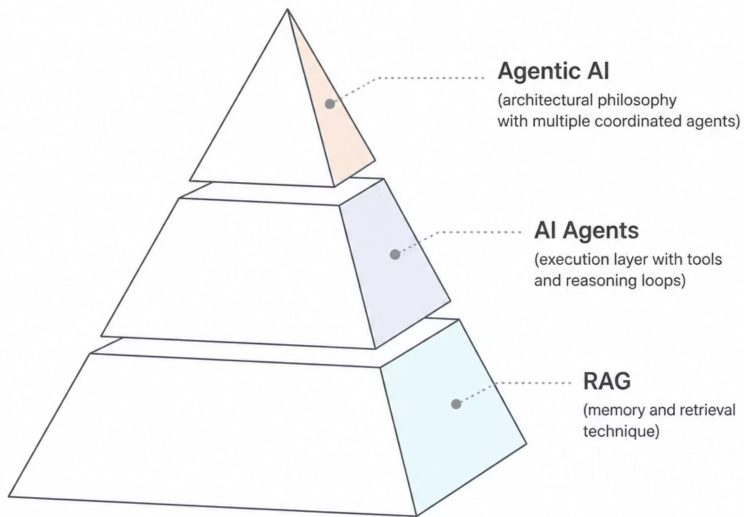 Agentic AI
(architectural philosophy
with multiple coordinated agents)
AI Agents
(execution layer with tools
and reasoning loops)
RAG
(memory and retrieval
technique)